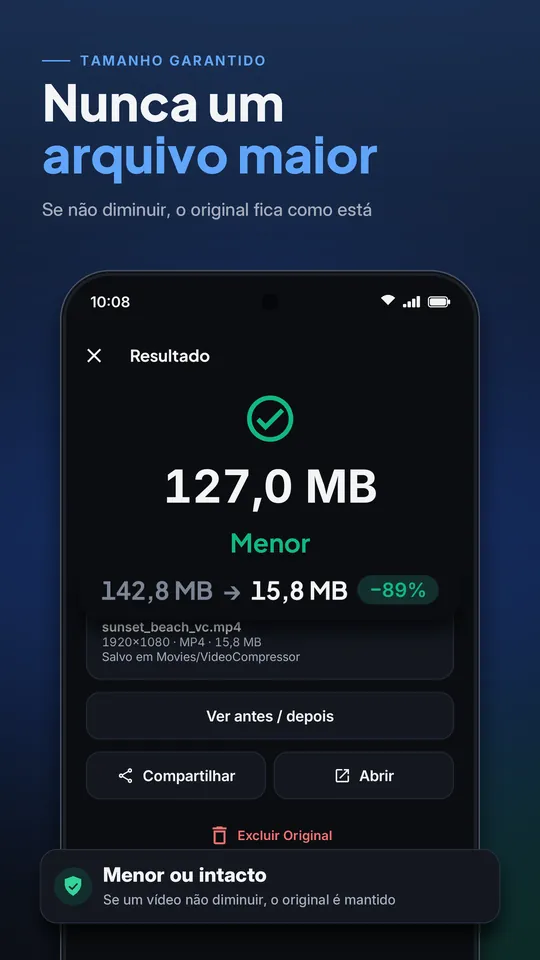 TAMANHO GARANTIDO
Nunca um
arquivo maior
Se não diminuir, o original fica como está
10:08
Resultado
127,0 MB
Menor
142,8 MB → 15,8 MB −89%
sunset_beach_vc.mp4
1920×1080 · MP4 · 15,8 MB
Salvo em Movies/VideoCompressor
Ver antes / depois
Compartilhar
Abrir
Excluir Original
Menor ou intacto
Se um vídeo não diminuir, o original é mantido